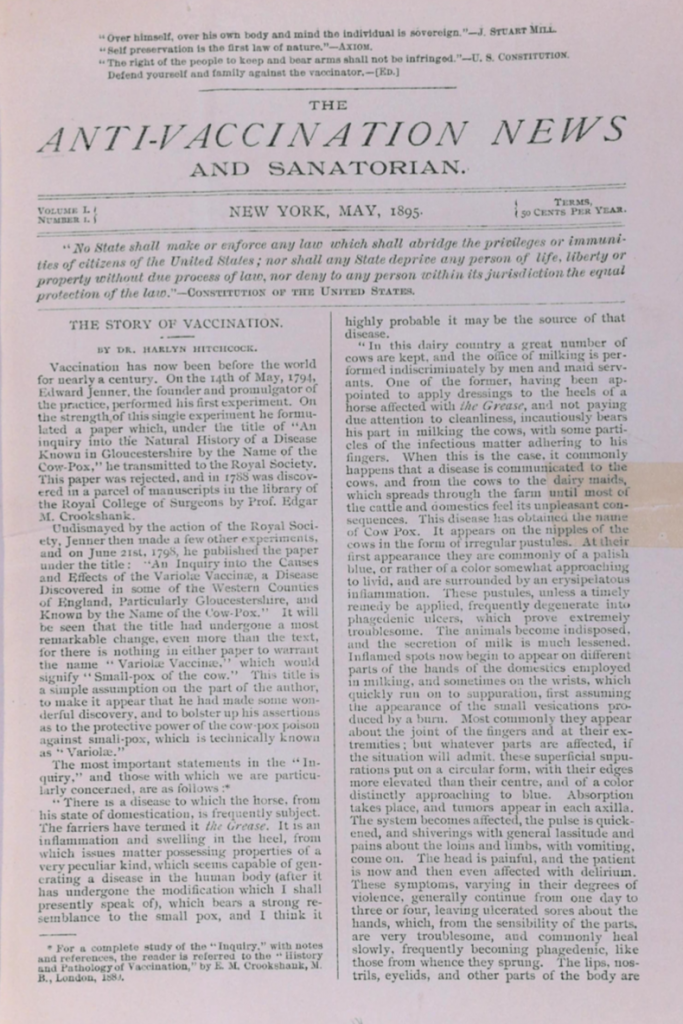 "Over himself, over his own body and mind the individual is sovereign."—J. STUART MILL.
"Self preservation is the first law of nature."—AXIOM.
"The right of the people to keep and bear arms shall not be infringed."—U. S. CONSTITUTION.
Defend yourself and family against the vaccinator.—[ED.]
THE
ANTI-VACCINATION NEWS
AND SANATORIAN.
VOLUME I.
NUMBER 1.
NEW YORK, MAY, 1895.
TERMS,
50 CENTS PER YEAR.
"No State shall make or enforce any law which shall abridge the privileges or immuni-
ties of citizens of the United States; nor shall any State deprive any person of life, liberty or
property without due process of law, nor deny to any person within its jurisdiction the equal
protection of the law."—CONSTITUTION OF THE UNITED STATES.
THE STORY OF VACCINATION.
BY DR. HARLYN HITCHCOCK.
Vaccination has now been before the world
for nearly a century. On the 14th of May, 1794,
Edward Jenner, the founder and promulgator of
the practice, performed his first experiment. On
the strength of this single experiment he formu-
lated a paper which, under the title of "An
inquiry into the Natural History of a Disease
Known in Gloucestershire by the Name of the
Cow-Pox," he transmitted to the Royal Society.
This paper was rejected, and in 1788 was discov-
ered in a parcel of manuscripts in the library of
the Royal College of Surgeons by Prof. Edgar
M. Crookshank.
Undismayed by the action of the Royal Soci-
ety, Jenner then made a few other experiments,
and on June 21st, 1798, he published the paper
under the title: "An Inquiry into the Causes
and Effects of the Variolæ Vaccinæ, a Disease
Discovered in some of the Western Counties
of England, Particularly Gloucestershire, and
Known by the Name of the Cow-Pox." It will
be seen that the title had undergone a most
remarkable change, even more than the text,
for there is nothing in either paper to warrant
the name "Variolæ Vaccinæ," which would
signify "Small-pox of the cow." This title is
a simple assumption on the part of the author,
to make it appear that he had made some won-
derful discovery, and to bolster up his assertions
as to the protective power of the cow-pox poison
against small-pox, which is technically known
as "Variolæ."
The most important statements in the "In-
quiry," and those with which we are particu-
larly concerned, are as follows:*
"There is a disease to which the horse, from
his state of domestication, is frequently subject.
The farriers have termed it the Grease. It is an
inflammation and swelling in the heel, from
which issues matter possessing properties of a
very peculiar kind, which seems capable of gen-
erating a disease in the human body (after it
has undergone the modification which I shall
presently speak of), which bears a strong re-
semblance to the small pox, and I think it
* For a complete study of the "Inquiry," with notes
and references, the reader is referred to the "History
and Pathology of Vaccination," by E. M. Crookshank, M.
B., London, 1889.
highly probable it may be the source of that
disease.
"In this dairy country a great number of
cows are kept, and the office of milking is per-
formed indiscriminately by men and maid serv-
ants. One of the former, having been ap-
pointed to apply dressings to the heels of a
horse affected with the Grease, and not paying
due attention to cleanliness, incautiously bears
his part in milking the cows, with some parti-
cles of the infectious matter adhering to his
fingers. When this is the case, it commonly
happens that a disease is communicated to the
cows, and from the cows to the dairy maids,
which spreads through the farm until most of
the cattle and domestics feel its unpleasant con-
sequences. This disease has obtained the name
of Cow Pox. It appears on the nipples of the
cows in the form of irregular pustules. At their
first appearance they are commonly of a palish
blue, or rather of a color somewhat approaching
to livid, and are surrounded by an erysipelatous
inflammation. These pustules, unless a timely
remedy be applied, frequently degenerate into
phagedenic ulcers, which prove extremely
troublesome. The animals become indisposed,
and the secretion of milk is much lessened.
Inflamed spots now begin to appear on different
parts of the hands of the domestics employed
in milking, and sometimes on the wrists, which
quickly run on to suppuration, first assuming
the appearance of the small vesications pro-
duced by a burn. Most commonly they appear
about the joint of the fingers and at their ex-
tremities; but whatever parts are affected, if
the situation will admit, these superficial supu-
rations put on a circular form, with their edges
more elevated than their centre, and of a color
distinctly approaching to blue. Absorption
takes place, and tumors appear in each axilla.
The system becomes affected, the pulse is quick-
ened, and shiverings with general lassitude and
pains about the loins and limbs, with vomiting,
come on. The head is painful, and the patient
is now and then even affected with delirium.
These symptoms, varying in their degrees of
violence, generally continue from one day to
three or four, leaving ulcerated sores about the
hands, which, from the sensibility of the parts,
are very troublesome, and commonly heal
slowly, frequently becoming phagedenic, like
those from whence they sprung. The lips, nos-
trils, eyelids, and other parts of the body are